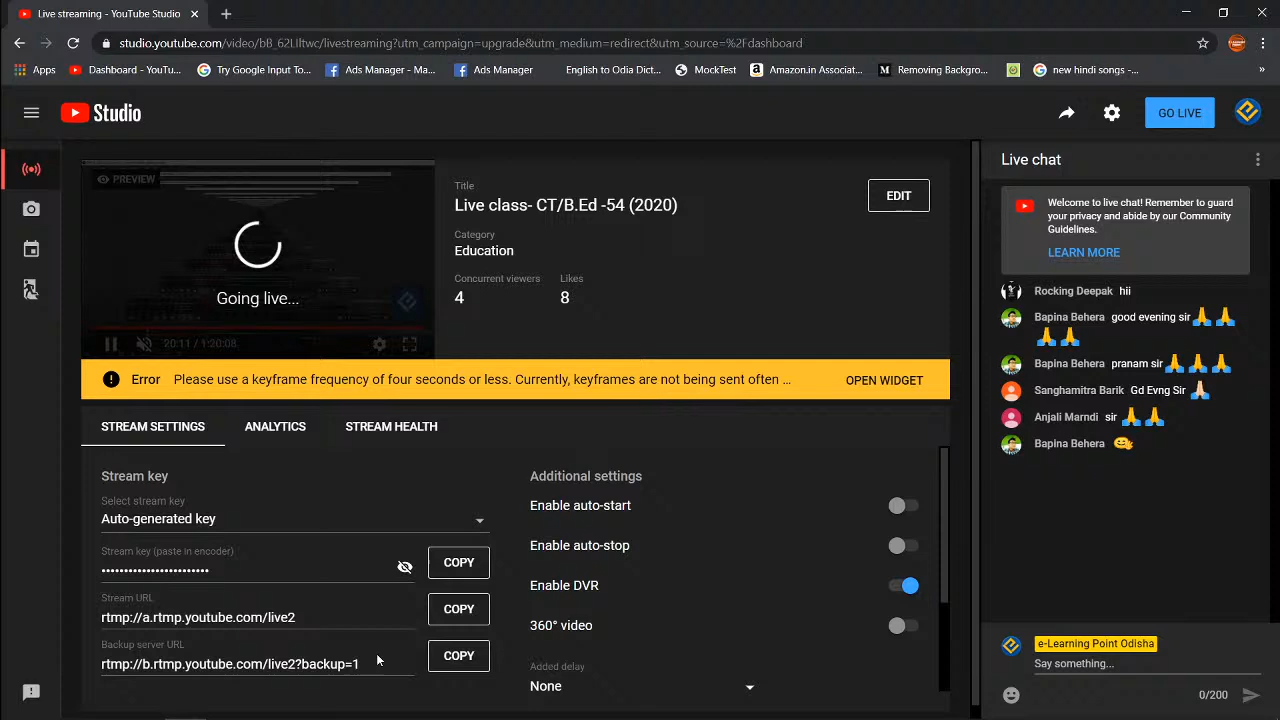 Live streaming - YouTube Studio
studio.youtube.com/video/bB_62LIltwc/livestreaming?utm_campaign=upgrade&utm_medium=redirect&utm_source=%2Fdashboard
Apps
Dashboard - YouTu...
Try Google Input To...
Ads Manager - Ma...
Ads Manager
English to Odia Dict...
MockTest
Amazon.in Associat...
Removing Backgro...
new hindi songs -...
»
Studio
GO LIVE
PREVIEW
Going live...
20:11 / 1:20:08
Title
Live class- CT/B.Ed -54 (2020)
Category
Education
Concurrent viewers
4
Likes
8
EDIT
Error Please use a keyframe frequency of four seconds or less. Currently, keyframes are not being sent often ...
OPEN WIDGET
STREAM SETTINGS
ANALYTICS
STREAM HEALTH
Stream key
Select stream key
Auto-generated key
Stream key (paste in encoder)
••••••••••••••••••••••••
COPY
Stream URL
rtmp://a.rtmp.youtube.com/live2
COPY
Backup server URL
rtmp://b.rtmp.youtube.com/live2?backup=1
COPY
Additional settings
Enable auto-start
Enable auto-stop
Enable DVR
360° video
Added delay
None
Live chat
Welcome to live chat! Remember to guard
your privacy and abide by our Community
Guidelines.
LEARN MORE
Rocking Deepak hii
Bapina Behera good evening sir 🙏🙏
🙏🙏
Bapina Behera pranam sir 🙏🙏🙏
Sanghamitra Barik Gd Evng Sir 🙏🏻
Anjali Marndi sir 🙏🙏
Bapina Behera 🥰
e-Learning Point Odisha
Say something...
0/200